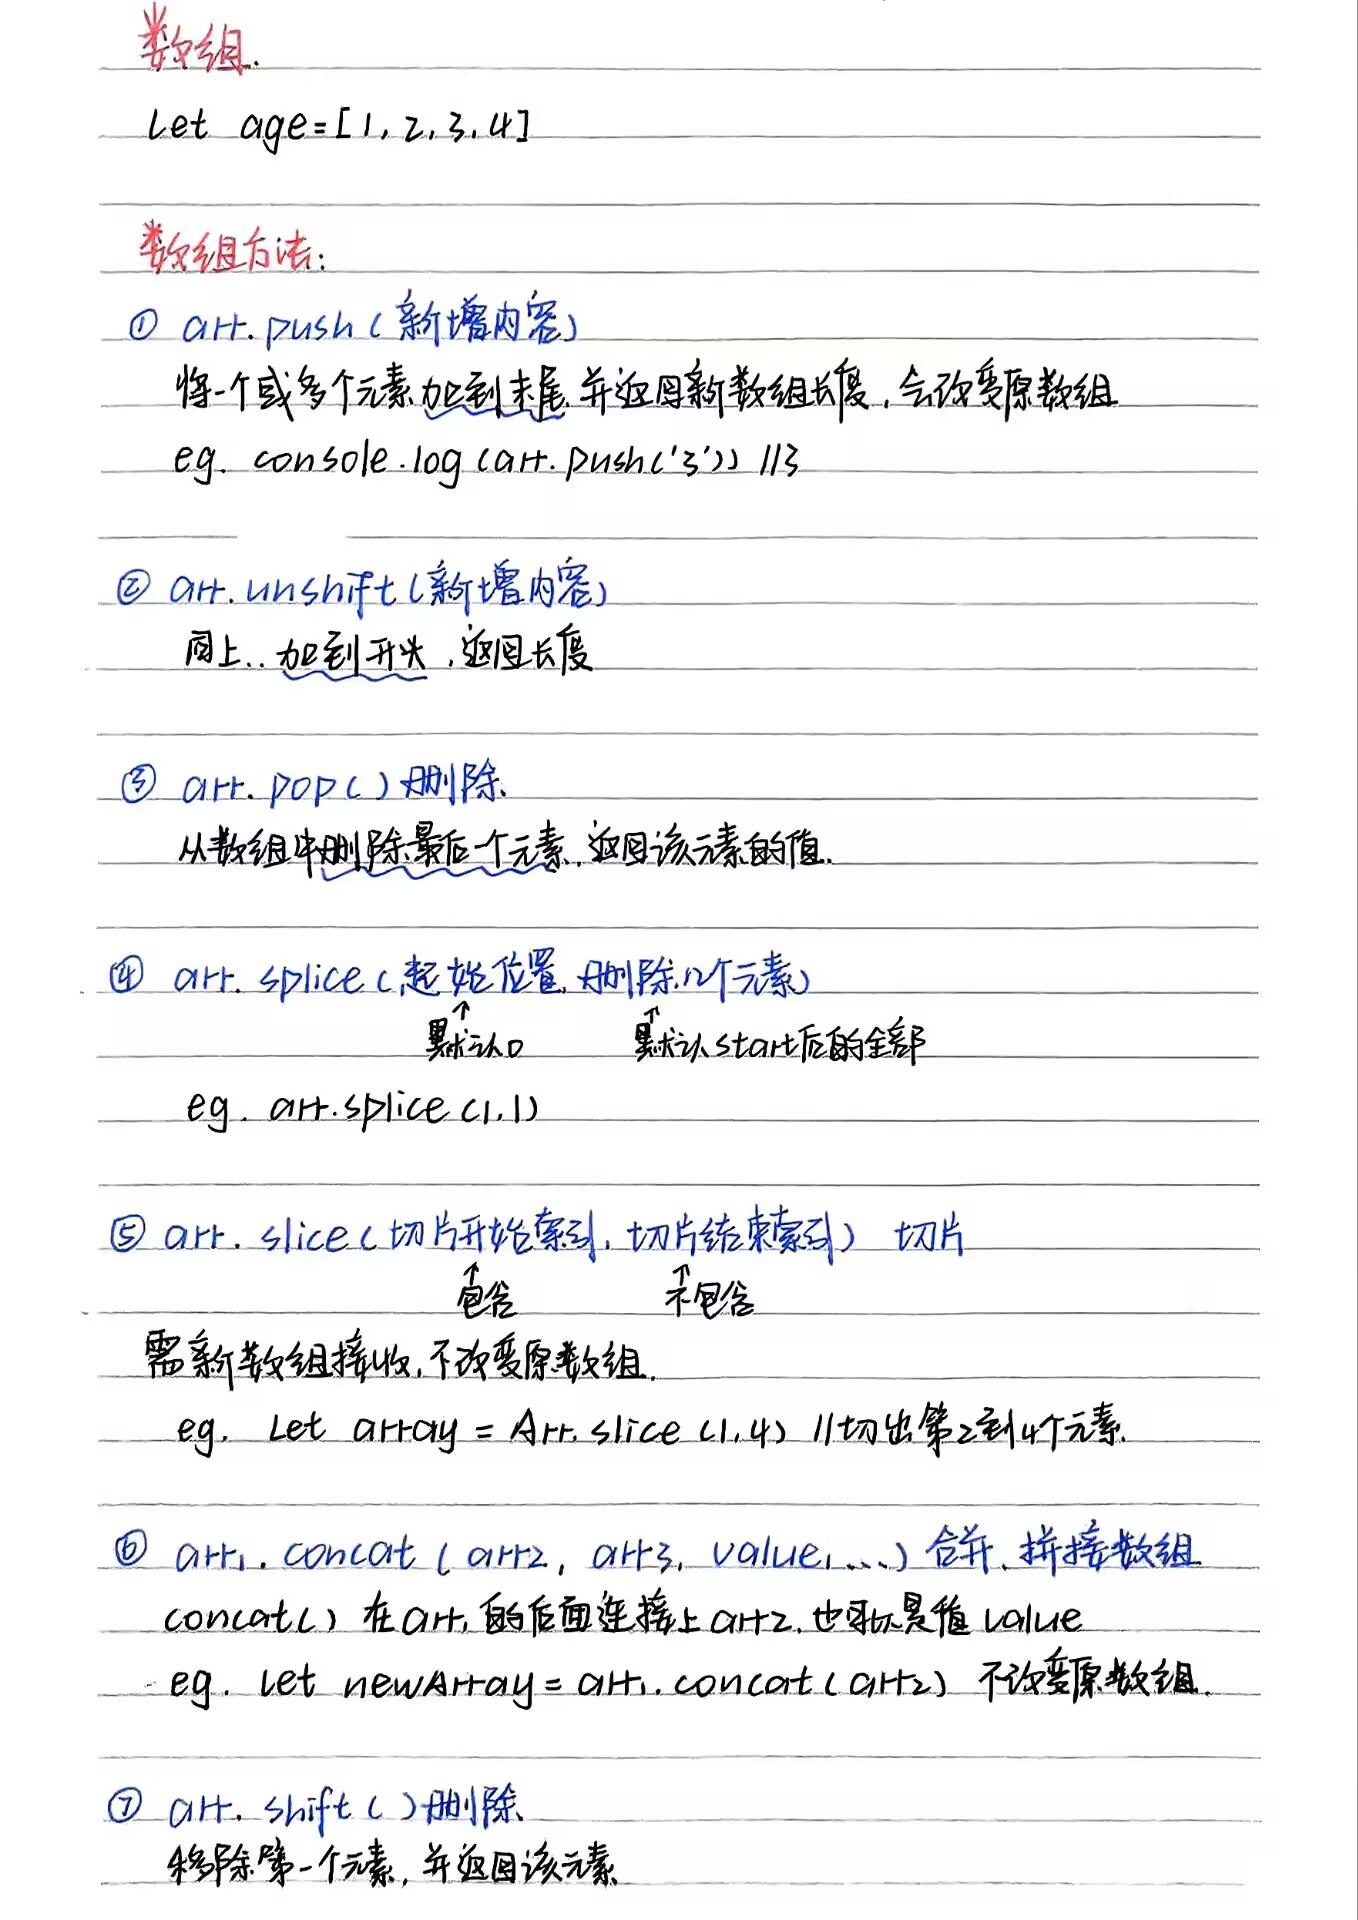 数组.
let age=[1,2,3,4]
数组方法:
① arr.push(新增内容)
将一个或多个元素加到末尾,并返回新数组长度,会改变原数组
eg. console.log(arr.push('3')) //3
② arr.unshift(新增内容)
同上..加到开头,返回长度
③ arr.pop()删除.
从数组中删除最后一个元素,返回该元素的值.
④ arr.splice(起始位置,删除几个元素)
↑ ↑
默认0 默认start后的全部
eg. arr.splice(1,1)
⑤ arr.slice(切片开始索引,切片结束索引) 切片
↑ ↑
包含 不包含
需新数组接收,不改变原数组.
eg. let array = Arr.slice(1,4) //切出第2到4个元素.
⑥ arr1.concat(arr2, arr3, value, ...)合并、拼接数组
concat()在arr1的后面连接上arr2,也可以是值value
eg. let newArray=arr1.concat(arr2) 不改变原数组.
⑦ arr.shift()删除.
移除第一个元素,并返回该元素.